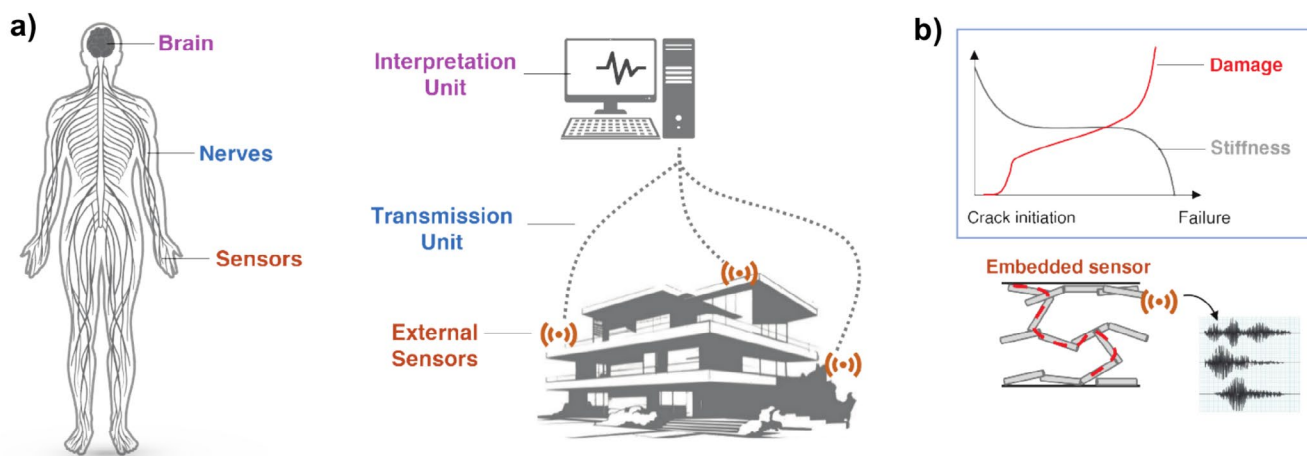 a)
Brain
Nerves
Sensors
Interpretation
Unit
Transmission
Unit
External
Sensors
b)
Damage
Stiffness
Crack initiation
Failure
Embedded sensor